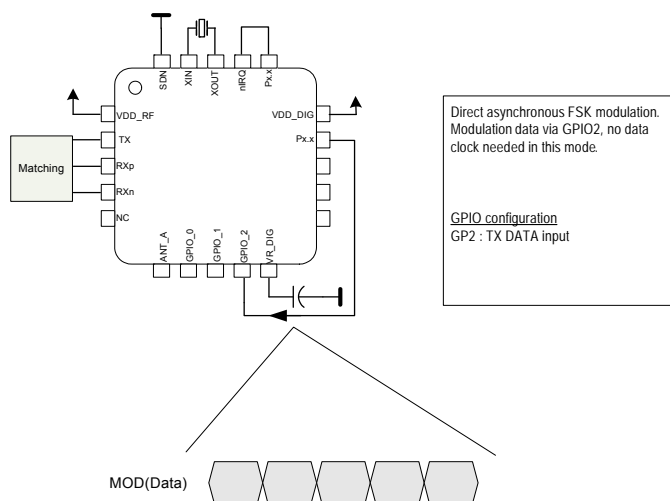 SDN
XIN
XOUT
nIRQ
Px.x
VDD_RF
VDD_DIG
TX
Px.x
Matching
RXp
RXn
NC
ANT_A
GPIO_0
GPIO_1
GPIO_2
VR_DIG
Direct asynchronous FSK modulation.
Modulation data via GPIO2, no data
clock needed in this mode.
GPIO configuration
GP2 : TX DATA input
MOD(Data)